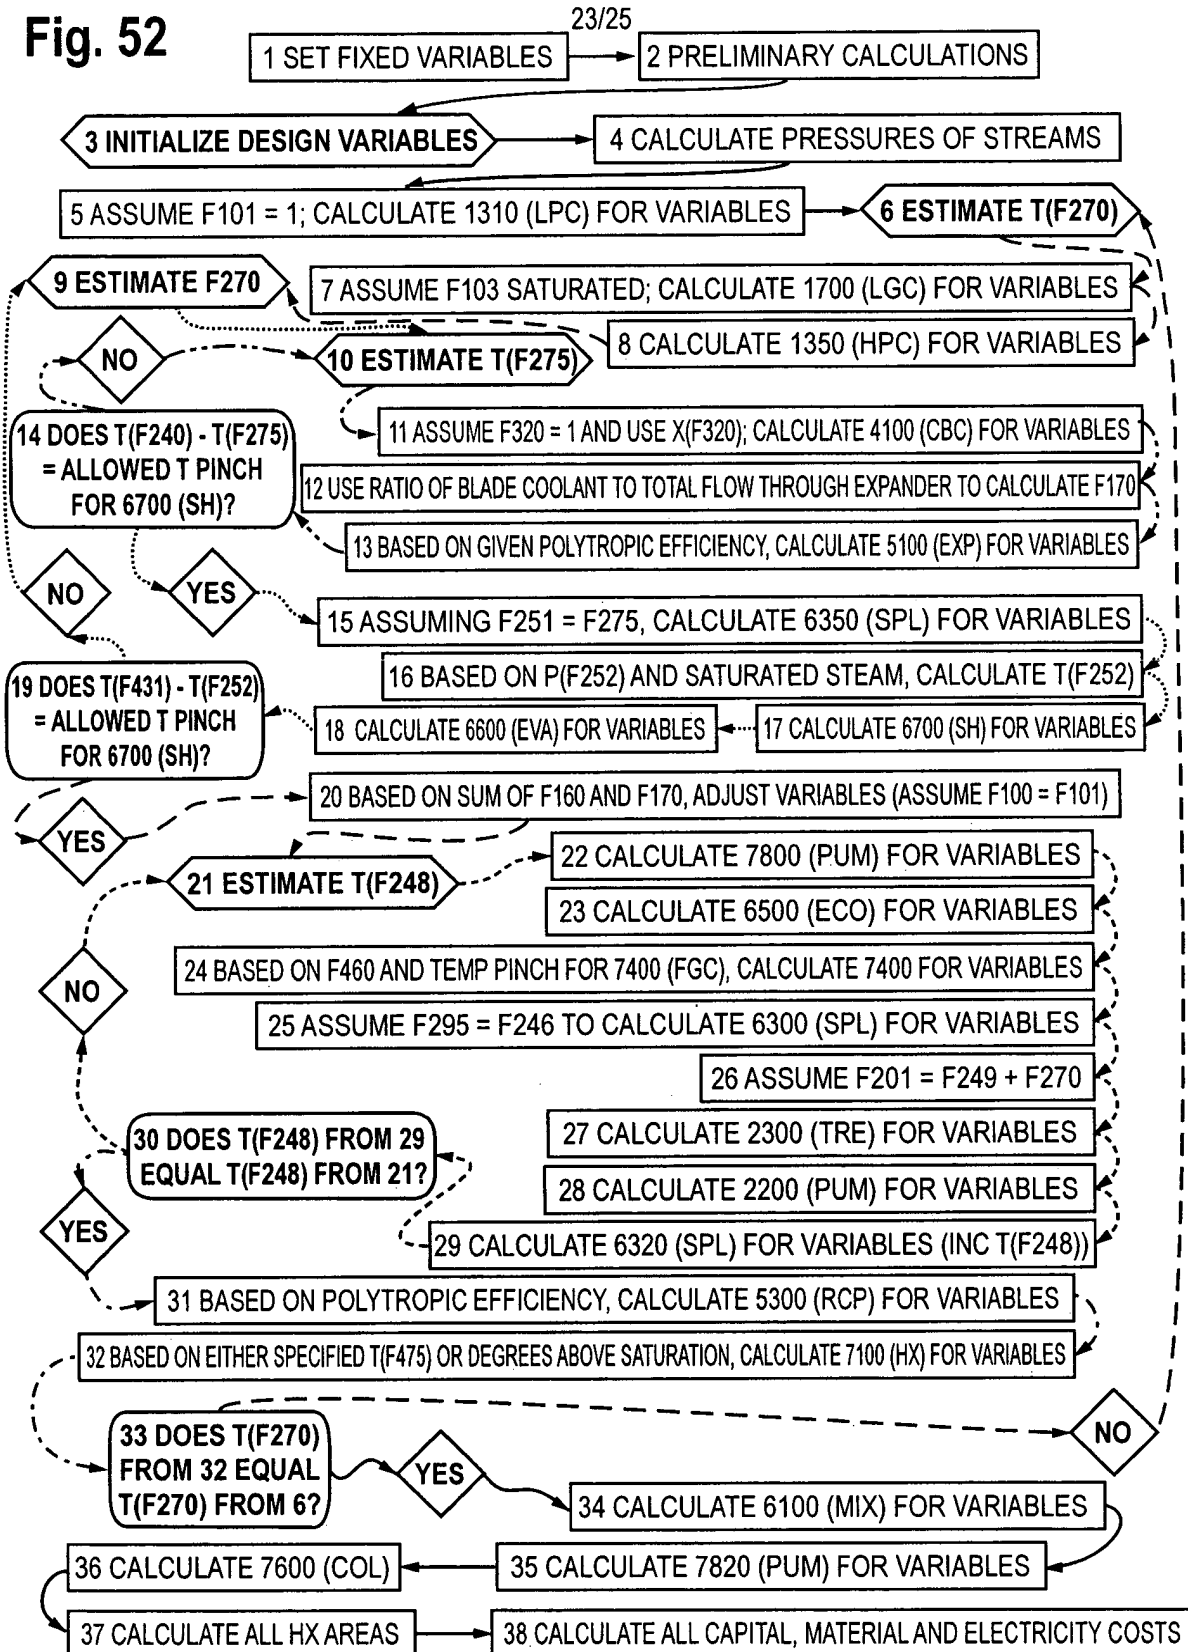 Fig. 52
23/25
1 SET FIXED VARIABLES
2 PRELIMINARY CALCULATIONS
3 INITIALIZE DESIGN VARIABLES
4 CALCULATE PRESSURES OF STREAMS
5 ASSUME F101 = 1; CALCULATE 1310 (LPC) FOR VARIABLES
6 ESTIMATE T(F270)
7 ASSUME F103 SATURATED; CALCULATE 1700 (LGC) FOR VARIABLES
8 CALCULATE 1350 (HPC) FOR VARIABLES
9 ESTIMATE F270
10 ESTIMATE T(F275)
NO
11 ASSUME F320 = 1 AND USE X(F320); CALCULATE 4100 (CBC) FOR VARIABLES
12 USE RATIO OF BLADE COOLANT TO TOTAL FLOW THROUGH EXPANDER TO CALCULATE F170
13 BASED ON GIVEN POLYTROPIC EFFICIENCY, CALCULATE 5100 (EXP) FOR VARIABLES
14 DOES T(F240) - T(F275)
= ALLOWED T PINCH
FOR 6700 (SH)?
NO
YES
15 ASSUMING F251 = F275, CALCULATE 6350 (SPL) FOR VARIABLES
16 BASED ON P(F252) AND SATURATED STEAM, CALCULATE T(F252)
17 CALCULATE 6700 (SH) FOR VARIABLES
18 CALCULATE 6600 (EVA) FOR VARIABLES
19 DOES T(F431) - T(F252)
= ALLOWED T PINCH
FOR 6700 (SH)?
YES
20 BASED ON SUM OF F160 AND F170, ADJUST VARIABLES (ASSUME F100 = F101)
21 ESTIMATE T(F248)
22 CALCULATE 7800 (PUM) FOR VARIABLES
23 CALCULATE 6500 (ECO) FOR VARIABLES
24 BASED ON F460 AND TEMP PINCH FOR 7400 (FGC), CALCULATE 7400 FOR VARIABLES
NO
25 ASSUME F295 = F246 TO CALCULATE 6300 (SPL) FOR VARIABLES
26 ASSUME F201 = F249 + F270
27 CALCULATE 2300 (TRE) FOR VARIABLES
28 CALCULATE 2200 (PUM) FOR VARIABLES
29 CALCULATE 6320 (SPL) FOR VARIABLES (INC T(F248))
30 DOES T(F248) FROM 29
EQUAL T(F248) FROM 21?
YES
31 BASED ON POLYTROPIC EFFICIENCY, CALCULATE 5300 (RCP) FOR VARIABLES
32 BASED ON EITHER SPECIFIED T(F475) OR DEGREES ABOVE SATURATION, CALCULATE 7100 (HX) FOR VARIABLES
33 DOES T(F270)
FROM 32 EQUAL
T(F270) FROM 6?
NO
YES
34 CALCULATE 6100 (MIX) FOR VARIABLES
35 CALCULATE 7820 (PUM) FOR VARIABLES
36 CALCULATE 7600 (COL)
37 CALCULATE ALL HX AREAS
38 CALCULATE ALL CAPITAL, MATERIAL AND ELECTRICITY COSTS